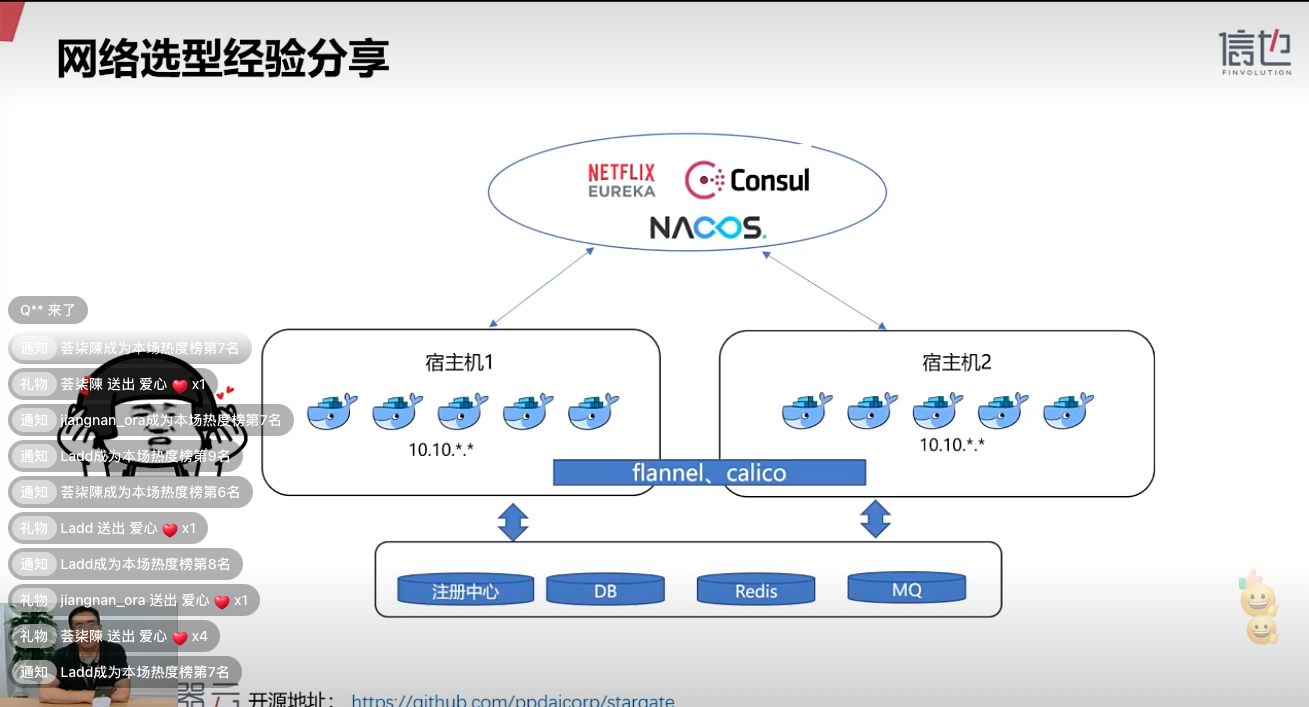 网络选型经验分享
信也
FINVOLUTION
NETFLIX
EUREKA
Consul
NACOS.
宿主机1
10.10.*.*
宿主机2
10.10.*.*
flannel、calico
注册中心
DB
Redis
MQ
开源地址： https://github.com/ppdaicorp/stargate
Q** 来了
通知 荟柒陳成为本场热度榜第7名
礼物 荟柒陳 送出 爱心 ❤️ x1
通知 jiangnan_ora成为本场热度榜第7名
通知 Ladd成为本场热度榜第9名
通知 荟柒陳成为本场热度榜第6名
礼物 Ladd 送出 爱心 ❤️ x1
通知 Ladd成为本场热度榜第8名
礼物 jiangnan_ora 送出 爱心 ❤️ x1
礼物 荟柒陳 送出 爱心 ❤️ x4
通知 Ladd成为本场热度榜第7名